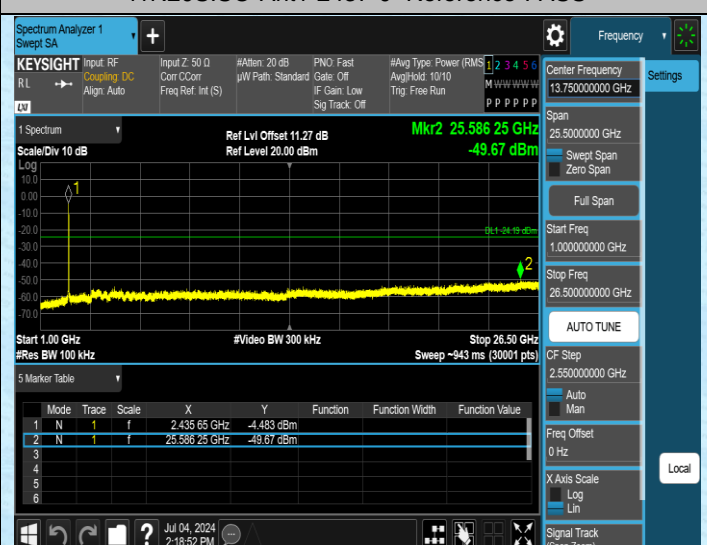 Spectrum Analyzer 1
Swept SA
Frequency
KEYSIGHT
RL
LXI
Input: RF
Coupling: DC
Align: Auto
Input Z: 50 Ω
Corr CCorr
Freq Ref: Int (S)
#Atten: 20 dB
µW Path: Standard
PNO: Fast
Gate: Off
IF Gain: Low
Sig Track: Off
#Avg Type: Power (RMS
Avg|Hold: 10/10
Trig: Free Run
1 2 3 4 5 6
M W W W W W
P P P P P P
1 Spectrum
Scale/Div 10 dB
Ref Lvl Offset 11.27 dB
Ref Level 20.00 dBm
Mkr2 25.586 25 GHz
-49.67 dBm
Log
10.0
0.00
-10.0
-20.0
-30.0
-40.0
-50.0
-60.0
-70.0
1
DL1 -24.19 dBm
2
Start 1.00 GHz
#Res BW 100 kHz
#Video BW 300 kHz
Stop 26.50 GHz
Sweep ~943 ms (30001 pts)
5 Marker Table
Mode Trace Scale X Y Function Function Width Function Value
1 N 1 f 2.435 65 GHz -4.483 dBm
2 N 1 f 25.586 25 GHz -49.67 dBm
3
4
5
6
Jul 04, 2024
2:18:52 PM
Center Frequency
13.750000000 GHz
Settings
Span
25.5000000 GHz
Swept Span
Zero Span
Full Span
Start Freq
1.000000000 GHz
Stop Freq
26.500000000 GHz
AUTO TUNE
CF Step
2.550000000 GHz
Auto
Man
Freq Offset
0 Hz
X Axis Scale
Log
Lin
Local
Signal Track